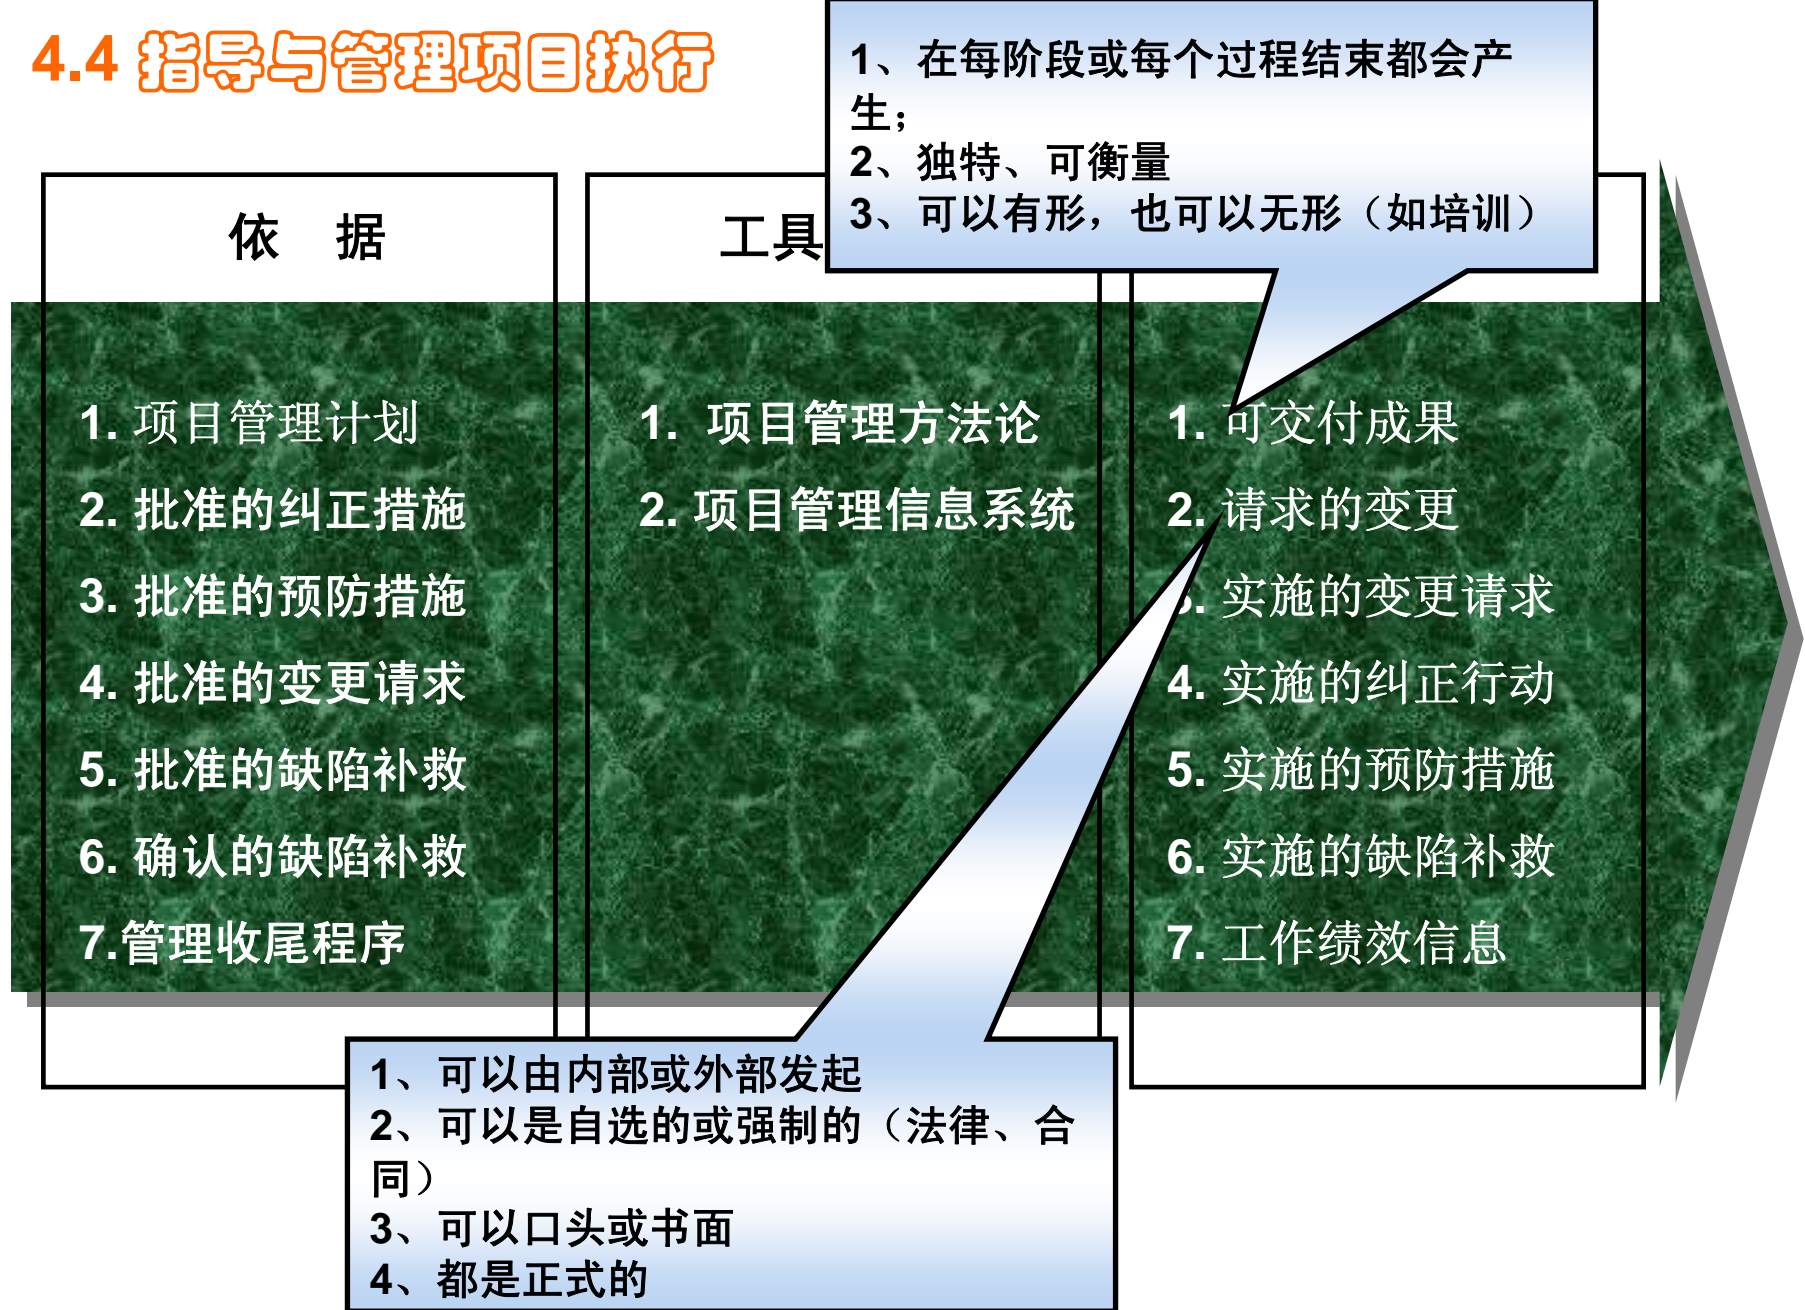 4.4 指导与管理项目执行
1、在每阶段或每个过程结束都会产
生；
2、独特、可衡量
3、可以有形，也可以无形（如培训）
依 据
1. 项目管理计划
2. 批准的纠正措施
3. 批准的预防措施
4. 批准的变更请求
5. 批准的缺陷补救
6. 确认的缺陷补救
7.管理收尾程序
工具
1. 项目管理方法论
2. 项目管理信息系统
1. 可交付成果
2. 请求的变更
3. 实施的变更请求
4. 实施的纠正行动
5. 实施的预防措施
6. 实施的缺陷补救
7. 工作绩效信息
1、可以由内部或外部发起
2、可以是自选的或强制的（法律、合
同）
3、可以口头或书面
4、都是正式的